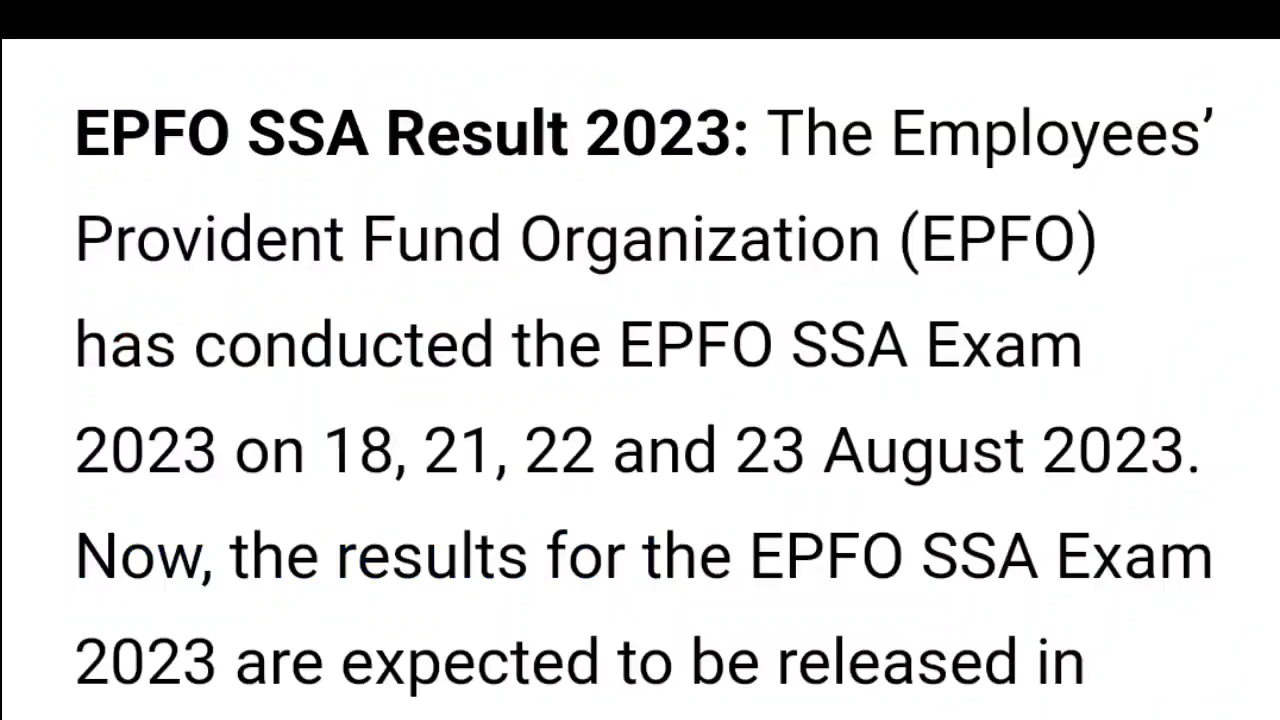 EPFO SSA Result 2023: The Employees’
Provident Fund Organization (EPFO)
has conducted the EPFO SSA Exam
2023 on 18, 21, 22 and 23 August 2023.
Now, the results for the EPFO SSA Exam
2023 are expected to be released in